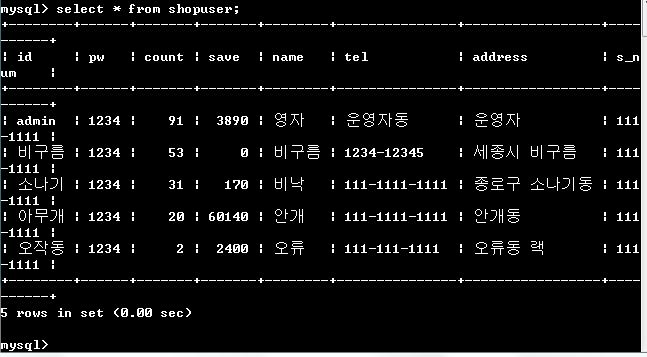 mysql> select * from shopuser;
+--------+------+-------+-------+--------+---------------+----------------+----
------+
| id     | pw   | count | save  | name   | tel           | address        | s_n
um    |
+--------+------+-------+-------+--------+---------------+----------------+----
------+
| admin  | 1234 |    91 |  3890 | 영자   | 운영자동      | 운영자         | 111
-1111 |
| 비구름 | 1234 |    53 |     0 | 비구름 | 1234-12345    | 세종시 비구름  | 111
-1111 |
| 소나기 | 1234 |    31 |   170 | 비낙   | 111-1111-1111 | 종로구 소나기동 | 111
-1111 |
| 아무개 | 1234 |    20 | 60140 | 안개   | 111-1111-1111 | 안개동         | 111
-1111 |
| 오작동 | 1234 |     2 |  2400 | 오류   | 111-111-1111  | 오류동 랙      | 111
-1111 |
+--------+------+-------+-------+--------+---------------+----------------+----
------+
5 rows in set (0.00 sec)
mysql>